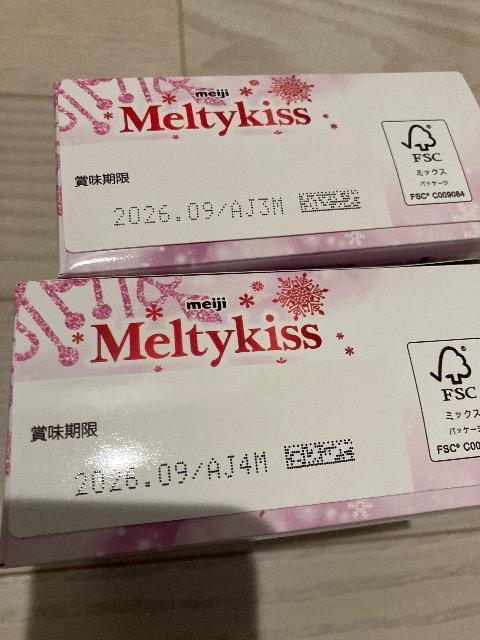 meiji
Meltykiss
FSC
ミックス
パッケージ
FSC® C009084
賞味期限
2026.09/AJ3M
meiji
Meltykiss
FSC
ミックス
パッケージ
FSC® C00
賞味期限
2026.09/AJ4M